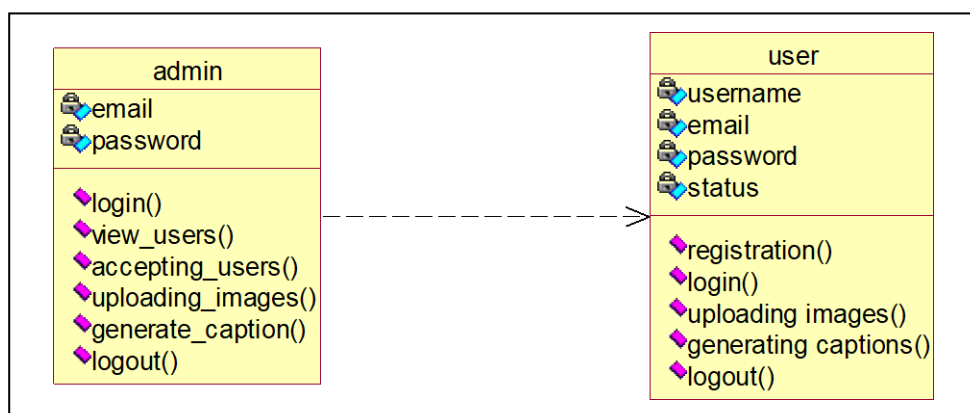 admin
email
password
login()
view_users()
accepting_users()
uploading_images()
generate_caption()
logout()
user
username
email
password
status
registration()
login()
uploading images()
generating captions()
logout()